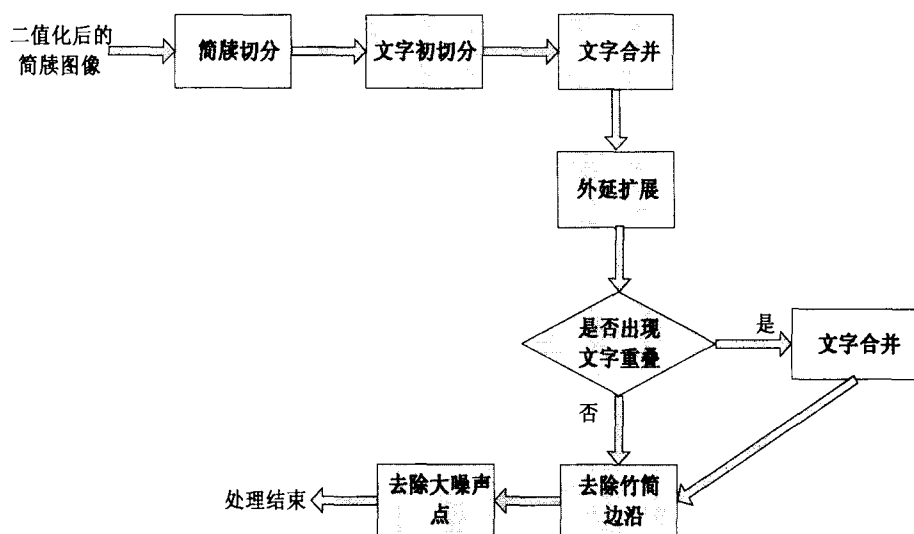 二值化后的
简牍图像
简牍切分
文字初切分
文字合并
外延扩展
是否出现
文字重叠
是
文字合并
否
去除竹简
边沿
去除大噪声
点
处理结束